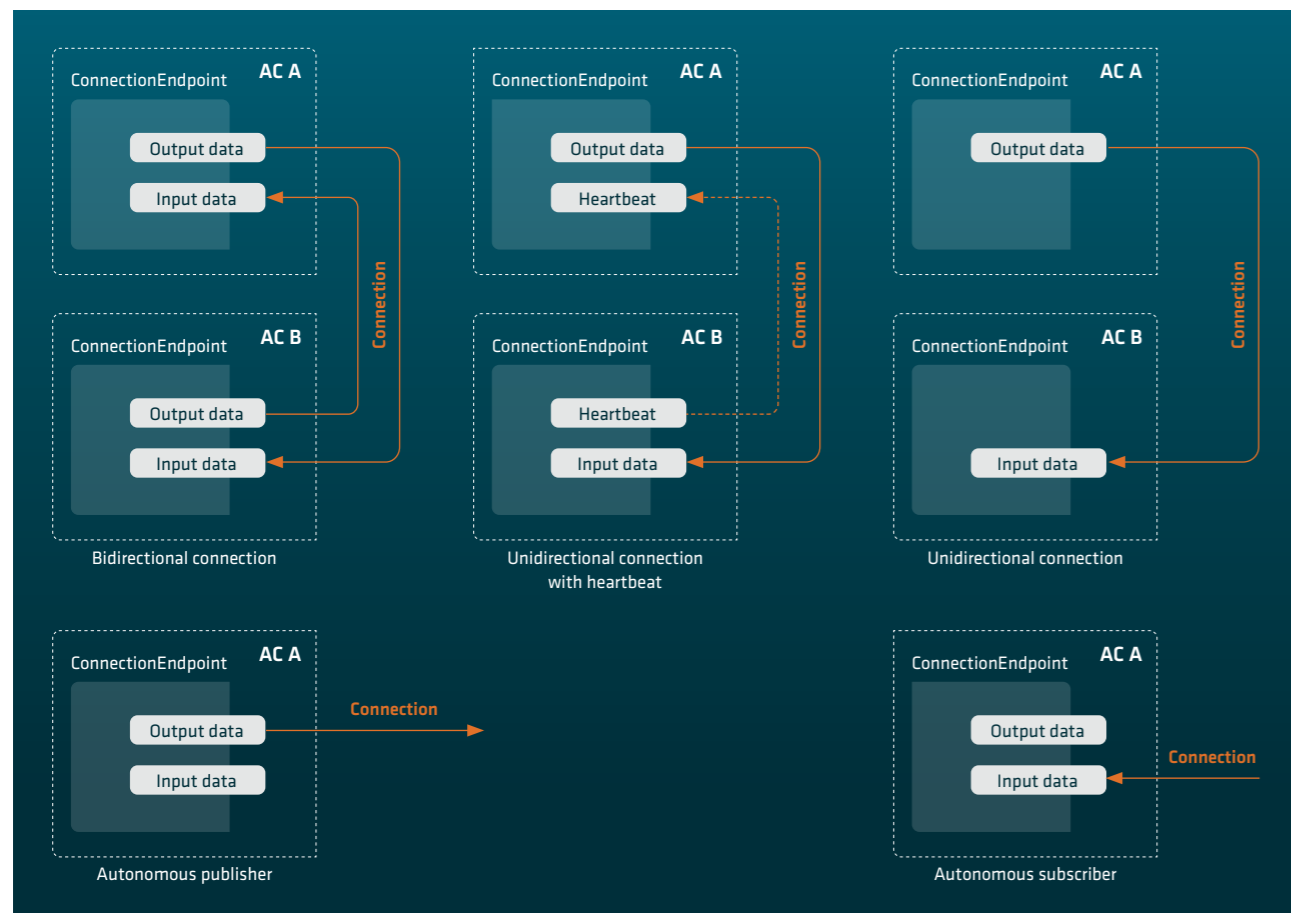 AC A
ConnectionEndpoint
Output data
Input data
Connection
AC B
ConnectionEndpoint
Output data
Input data
Bidirectional connection
AC A
ConnectionEndpoint
Output data
Heartbeat
Connection
AC B
ConnectionEndpoint
Heartbeat
Input data
Unidirectional connection
with heartbeat
AC A
ConnectionEndpoint
Output data
Connection
AC B
ConnectionEndpoint
Input data
Unidirectional connection
AC A
ConnectionEndpoint
Output data
Input data
Connection
Autonomous publisher
AC A
ConnectionEndpoint
Output data
Input data
Connection
Autonomous subscriber